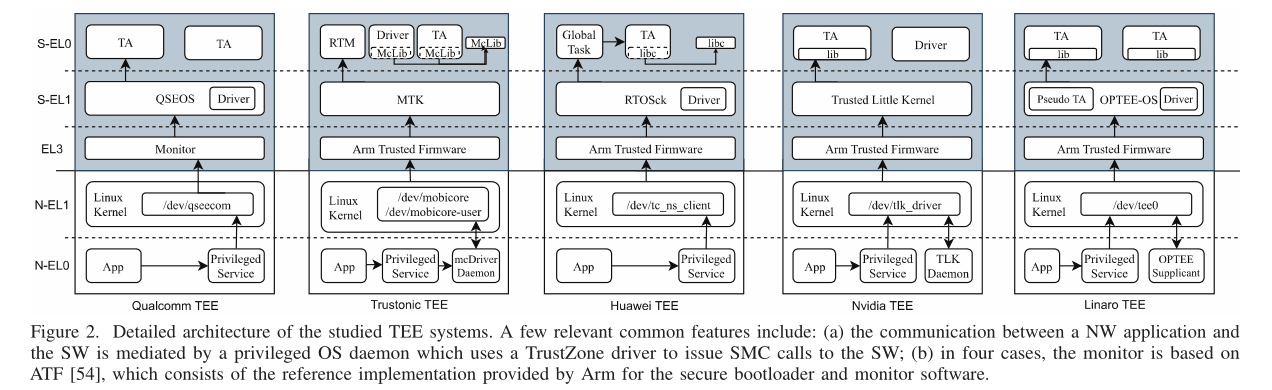 S-EL0
S-EL1
EL3
N-EL1
N-EL0
TA
TA
QSEOS
Driver
Monitor
Linux
Kernel
/dev/qseecom
App
Privileged
Service
Qualcomm TEE
RTM
Driver
McLib
TA
McLib
McLib
MTK
Arm Trusted Firmware
Linux
Kernel
/dev/mobicore
/dev/mobicore-user
App
Privileged
Service
mcDriver
Daemon
Trustonic TEE
Global
Task
TA
libc
libc
RTOSck
Driver
Arm Trusted Firmware
Linux
Kernel
/dev/tc_ns_client
App
Privileged
Service
Huawei TEE
TA
lib
Driver
Trusted Little Kernel
Arm Trusted Firmware
Linux
Kernel
/dev/tlk_driver
App
Privileged
Service
TLK
Daemon
Nvidia TEE
TA
lib
TA
lib
Pseudo TA
OPTEE-OS
Driver
Arm Trusted Firmware
Linux
Kernel
/dev/tee0
App
Privileged
Service
OPTEE
Supplicant
Linaro TEE
Figure 2. Detailed architecture of the studied TEE systems. A few relevant common features include: (a) the communication between a NW application and
the SW is mediated by a privileged OS daemon which uses a TrustZone driver to issue SMC calls to the SW; (b) in four cases, the monitor is based on
ATF [54], which consists of the reference implementation provided by Arm for the secure bootloader and monitor software.